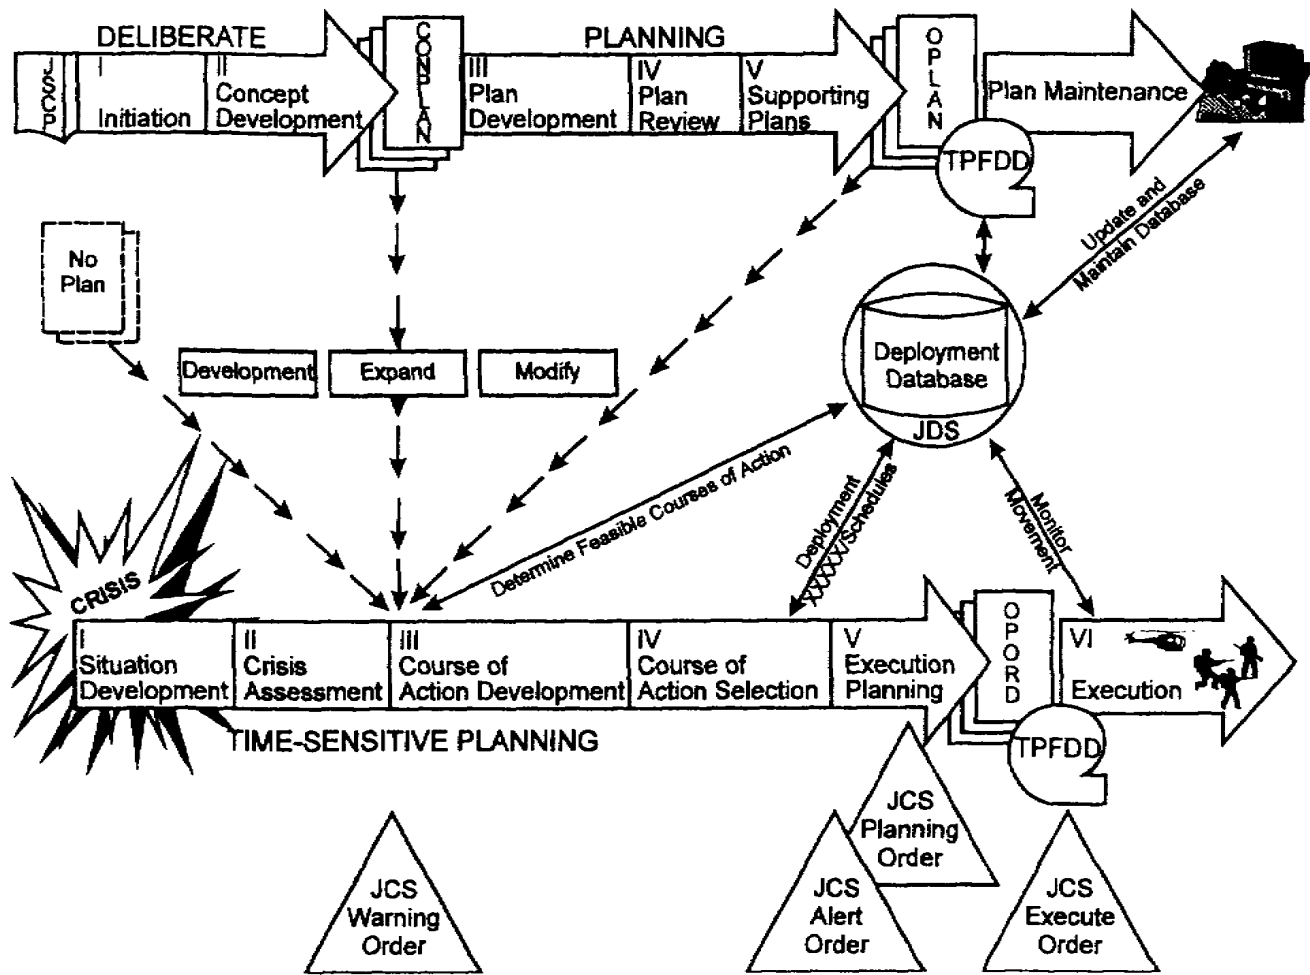 DELIBERATE
PLANNING
JSCP
I
Initiation
II
Concept
Development
CONPLAN
III
Plan
Development
IV
Plan
Review
V
Supporting
Plans
OPLAN
TPFDD
Plan Maintenance
Update and
Maintain Database
No
Plan
Development
Expand
Modify
Deployment
Database
JDS
Determine Feasible Courses of Action
Deployment
XXXXX/Schedules
Monitor
Movement
CRISIS
I
Situation
Development
II
Crisis
Assessment
III
Course of
Action Development
IV
Course of
Action Selection
V
Execution
Planning
OPORD
TPFDD
VI
Execution
TIME-SENSITIVE PLANNING
JCS
Warning
Order
JCS
Planning
Order
JCS
Alert
Order
JCS
Execute
Order